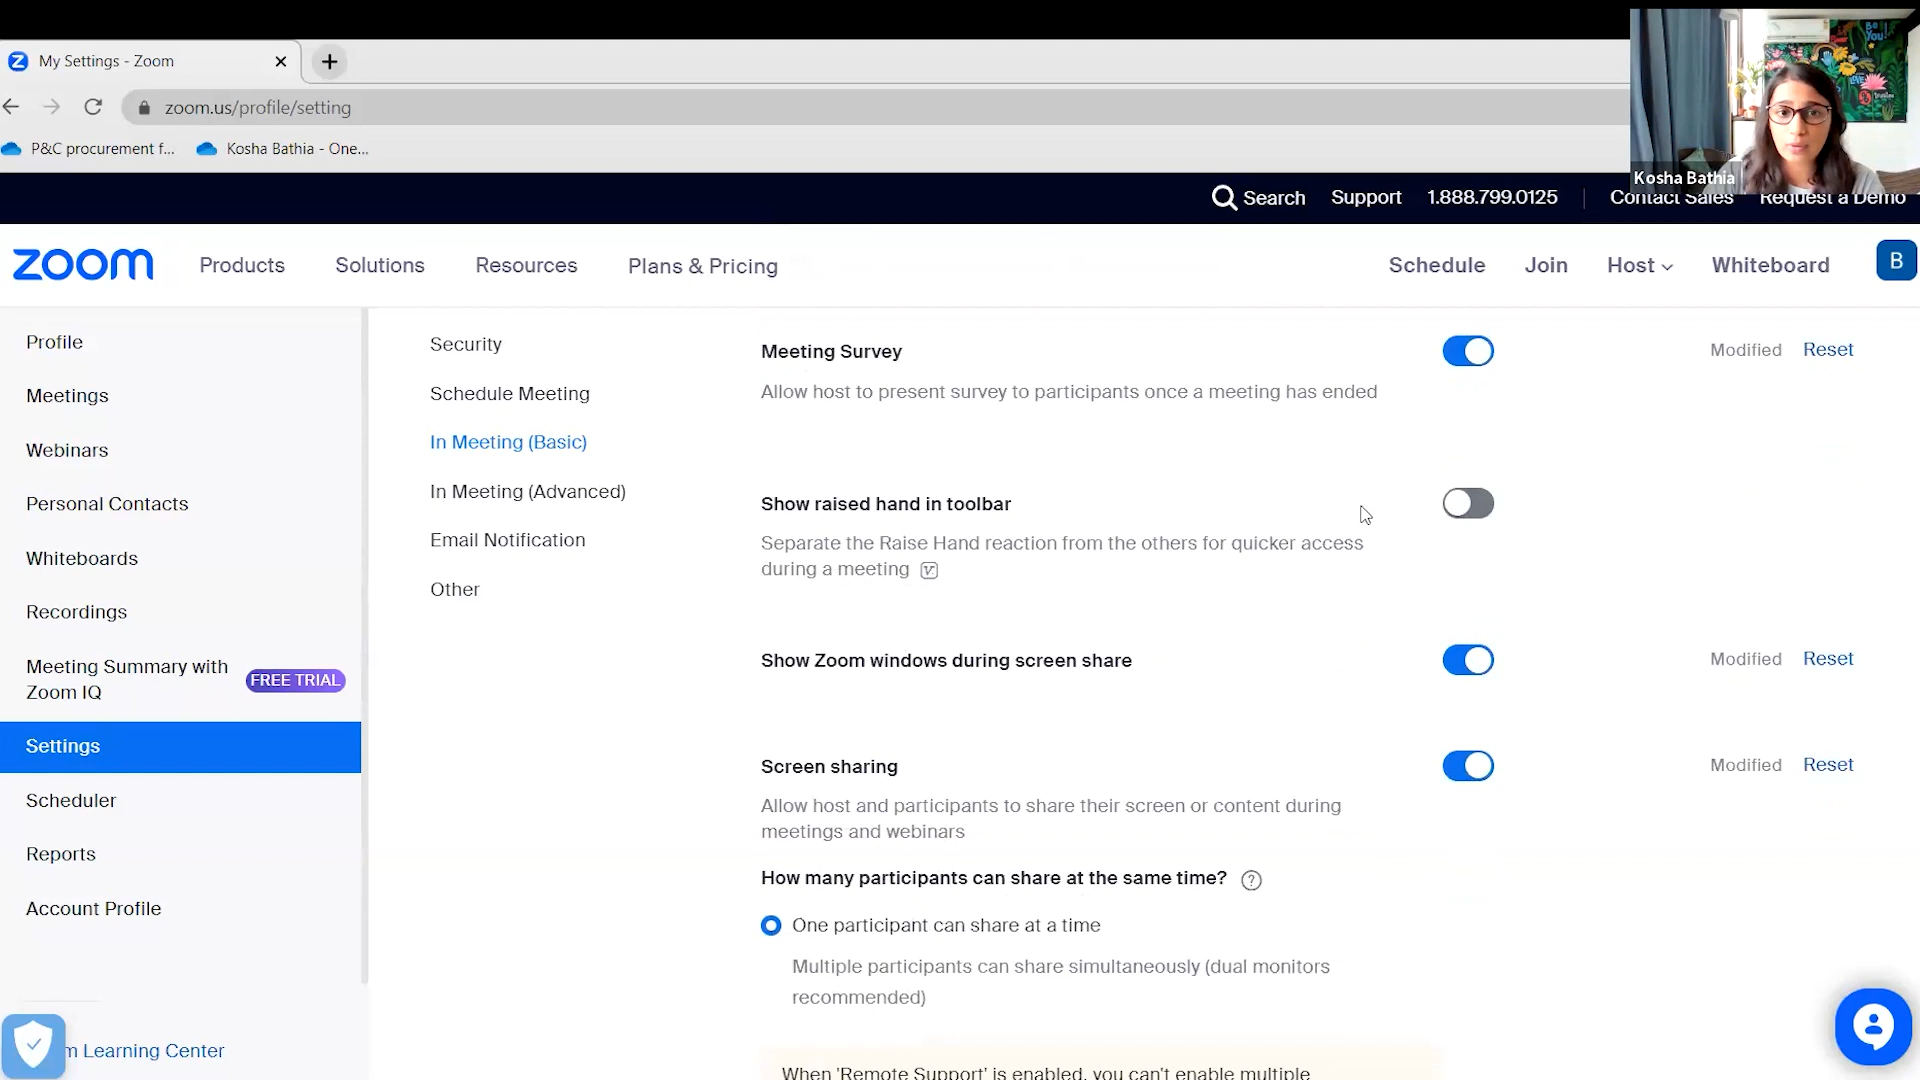 My Settings - Zoom
zoom.us/profile/setting
P&C procurement f...
Kosha Bathia - One...
Be
You!
Kosha Bathia
Search
Support
1.888.799.0125
Contact Sales
Request a Demo
zoom
Products
Solutions
Resources
Plans & Pricing
Schedule
Join
Host
Whiteboard
B
Profile
Meetings
Webinars
Personal Contacts
Whiteboards
Recordings
Meeting Summary with
Zoom IQ
FREE TRIAL
Settings
Scheduler
Reports
Account Profile
m Learning Center
Security
Schedule Meeting
In Meeting (Basic)
In Meeting (Advanced)
Email Notification
Other
Meeting Survey
Modified Reset
Allow host to present survey to participants once a meeting has ended
Show raised hand in toolbar
Separate the Raise Hand reaction from the others for quicker access
during a meeting
Show Zoom windows during screen share
Modified Reset
Screen sharing
Modified Reset
Allow host and participants to share their screen or content during
meetings and webinars
How many participants can share at the same time?
One participant can share at a time
Multiple participants can share simultaneously (dual monitors
recommended)
When 'Remote Support' is enabled, you can't enable multiple